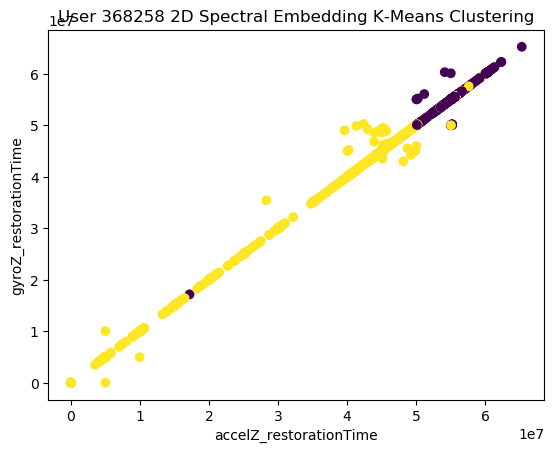 User 368258 2D Spectral Embedding K-Means Clustering
1e7
6
5
4
3
2
1
0
gyroZ_restorationTime
0 1 2 3 4 5 6
1e7
accelZ_restorationTime